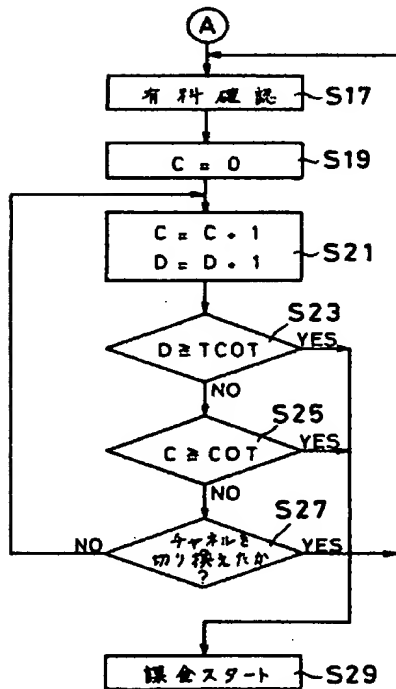 A
有料確認
S17
C = 0
S19
C = C + 1
D = D + 1
S21
S23
D ≧ TCOT
YES
NO
S25
C ≧ COT
YES
NO
S27
チャネルを
切り換えたか
?
NO
YES
課金スタート
S29